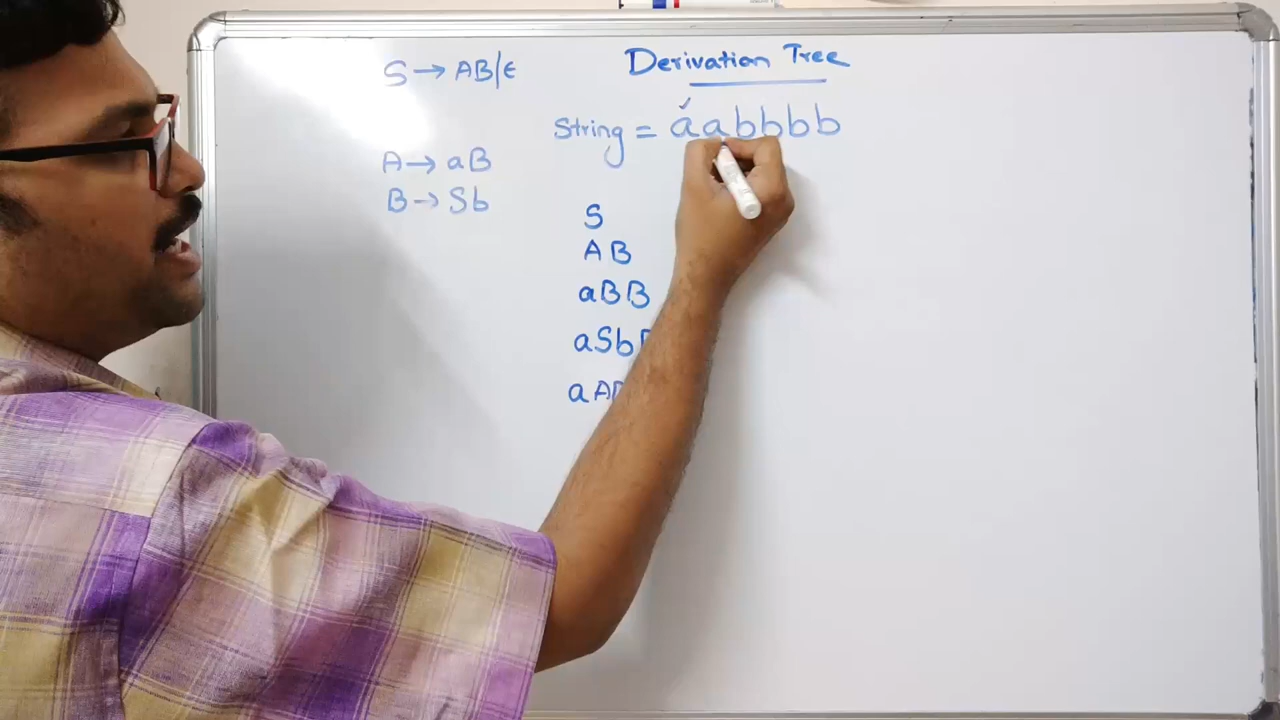 Derivation Tree
S → AB|ϵ
String = aabbbb
A → aB
B → Sb
S
AB
aBB
aSb
aA